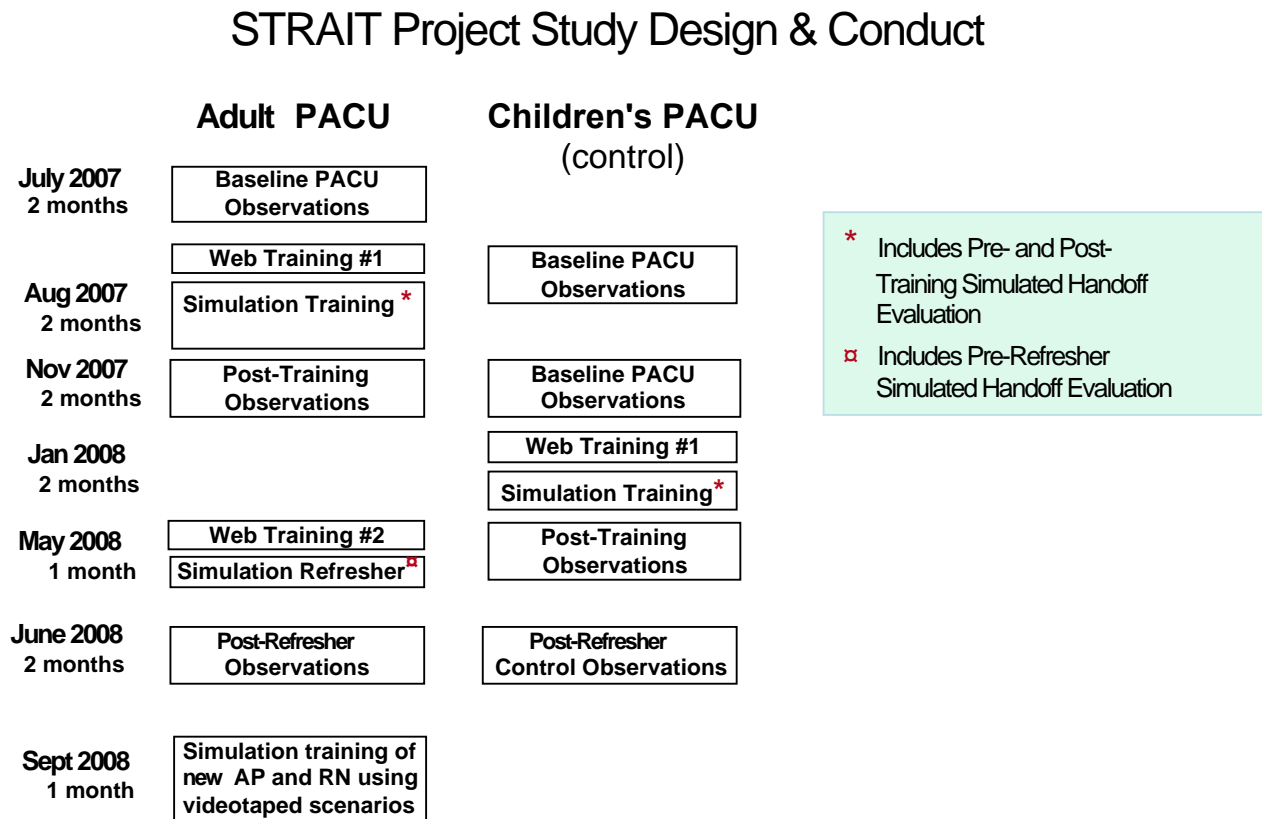 STRAIT Project Study Design & Conduct
Adult PACU
Children's PACU
(control)
July 2007
2 months
Baseline PACU
Observations
Web Training #1
Baseline PACU
Observations
Aug 2007
2 months
Simulation Training *
Nov 2007
2 months
Post-Training
Observations
Baseline PACU
Observations
Jan 2008
2 months
Web Training #1
Simulation Training*
May 2008
1 month
Web Training #2
Simulation Refresher¤
Post-Training
Observations
June 2008
2 months
Post-Refresher
Observations
Post-Refresher
Control Observations
Sept 2008
1 month
Simulation training of
new AP and RN using
videotaped scenarios
* Includes Pre- and Post-
Training Simulated Handoff
Evaluation
¤ Includes Pre-Refresher
Simulated Handoff Evaluation